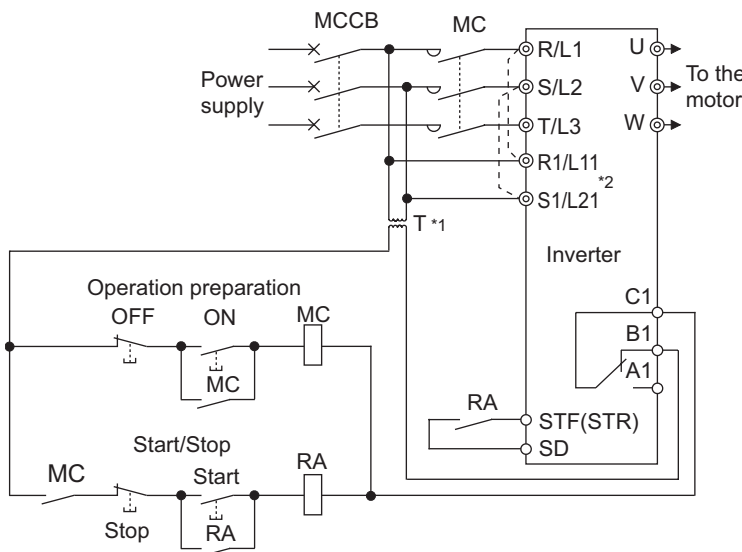 MCCB
MC
Power
supply
R/L1
S/L2
T/L3
R1/L11
S1/L21
*2
U
V
W
To the
motor
T *1
Inverter
Operation preparation
OFF
ON
MC
MC
C1
B1
A1
RA
STF(STR)
SD
Start/Stop
MC
Start
RA
Stop
RA